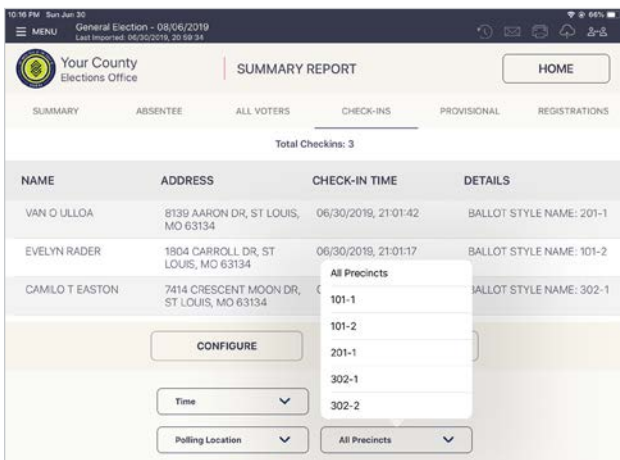 10:16 PM Sun Jun 30
66%
MENU
General Election - 08/06/2019
Last Imported: 06/30/2019, 20:59:34
Your County
Elections Office
SUMMARY REPORT
HOME
SUMMARY ABSENTEE ALL VOTERS CHECK-INS PROVISIONAL REGISTRATIONS
Total Checkins: 3
NAME ADDRESS CHECK-IN TIME DETAILS
VAN O ULLOA 8139 AARON DR, ST LOUIS, 06/30/2019, 21:01:42 BALLOT STYLE NAME: 201-1
MO 63134
EVELYN RADER 1804 CARROLL DR, ST 06/30/2019, 21:01:17 BALLOT STYLE NAME: 101-2
LOUIS, MO 63134
CAMILO T EASTON 7414 CRESCENT MOON DR, BALLOT STYLE NAME: 302-1
ST LOUIS, MO 63134
All Precincts
101-1
101-2
201-1
302-1
302-2
CONFIGURE
Time
Polling Location
All Precincts